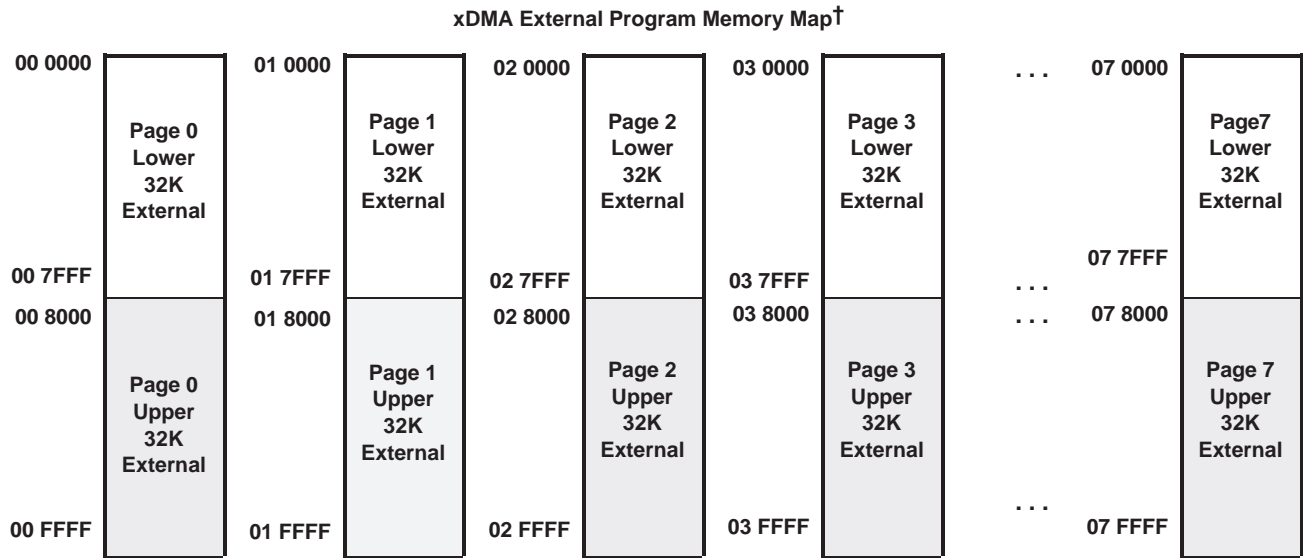 xDMA External Program Memory Map†
00 0000
01 0000
02 0000
03 0000
. . .
07 0000
Page 0
Lower
32K
External
Page 1
Lower
32K
External
Page 2
Lower
32K
External
Page 3
Lower
32K
External
Page7
Lower
32K
External
00 7FFF
01 7FFF
02 7FFF
03 7FFF
. . .
07 7FFF
00 8000
01 8000
02 8000
03 8000
. . .
07 8000
Page 0
Upper
32K
External
Page 1
Upper
32K
External
Page 2
Upper
32K
External
Page 3
Upper
32K
External
Page 7
Upper
32K
External
00 FFFF
01 FFFF
02 FFFF
03 FFFF
. . .
07 FFFF